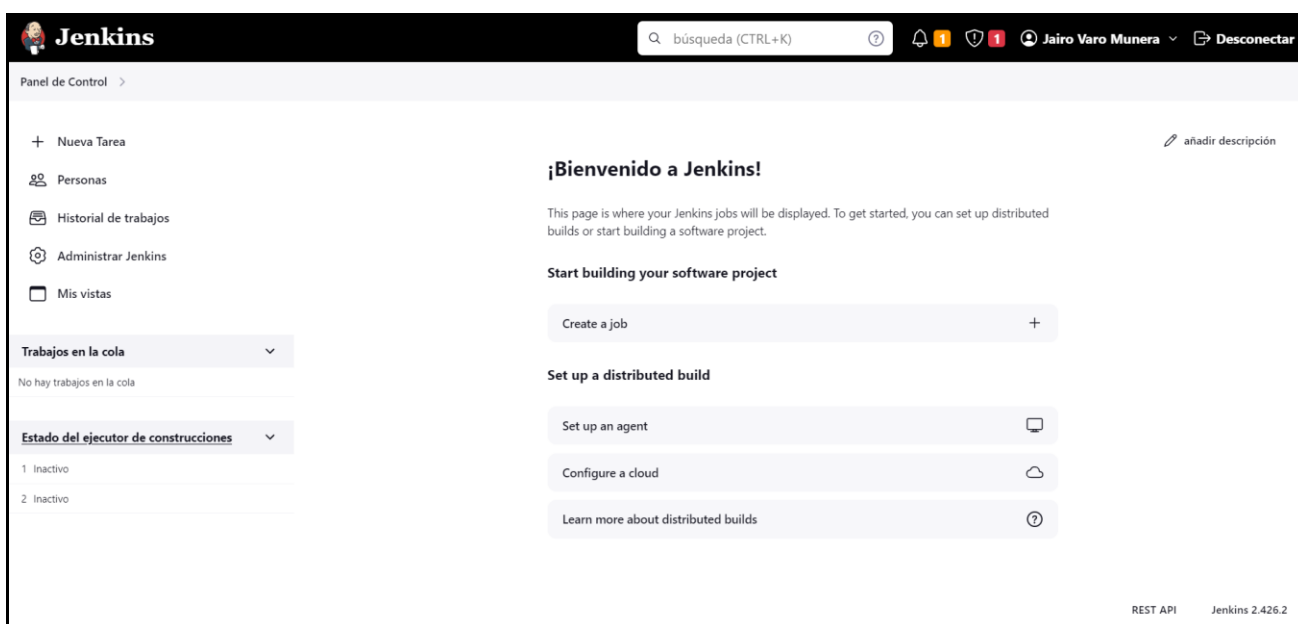 Jenkins
búsqueda (CTRL+K)
1
1
Jairo Varo Munera
Desconectar
Panel de Control
Nueva Tarea
Personas
Historial de trabajos
Administrar Jenkins
Mis vistas
Trabajos en la cola
No hay trabajos en la cola
Estado del ejecutor de construcciones
1 Inactivo
2 Inactivo
añadir descripción
¡Bienvenido a Jenkins!
This page is where your Jenkins jobs will be displayed. To get started, you can set up distributed
builds or start building a software project.
Start building your software project
Create a job
Set up a distributed build
Set up an agent
Configure a cloud
Learn more about distributed builds
REST API
Jenkins 2.426.2